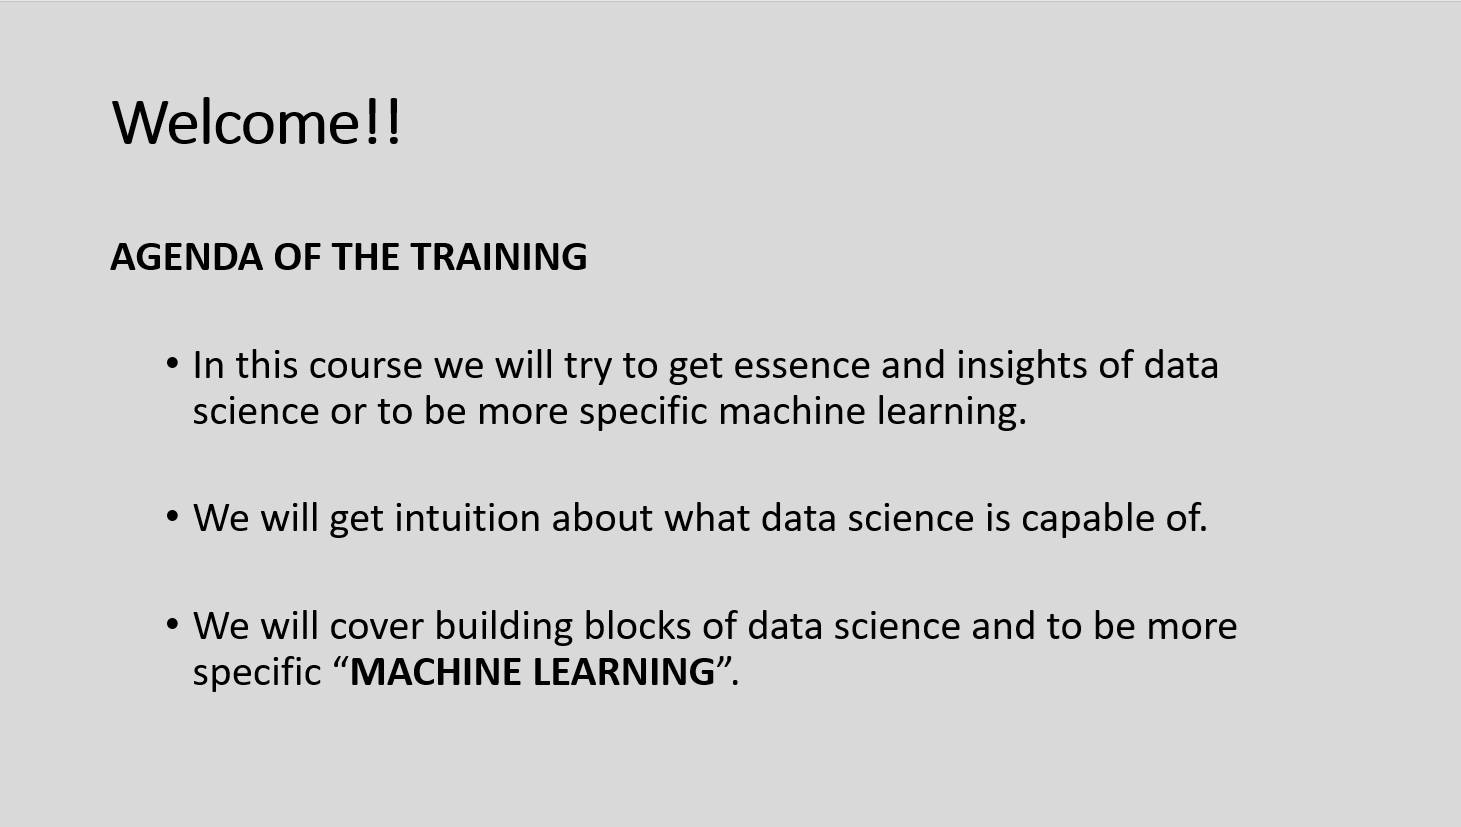 Welcome!!
AGENDA OF THE TRAINING
• In this course we will try to get essence and insights of data
science or to be more specific machine learning.
• We will get intuition about what data science is capable of.
• We will cover building blocks of data science and to be more
specific “MACHINE LEARNING”.